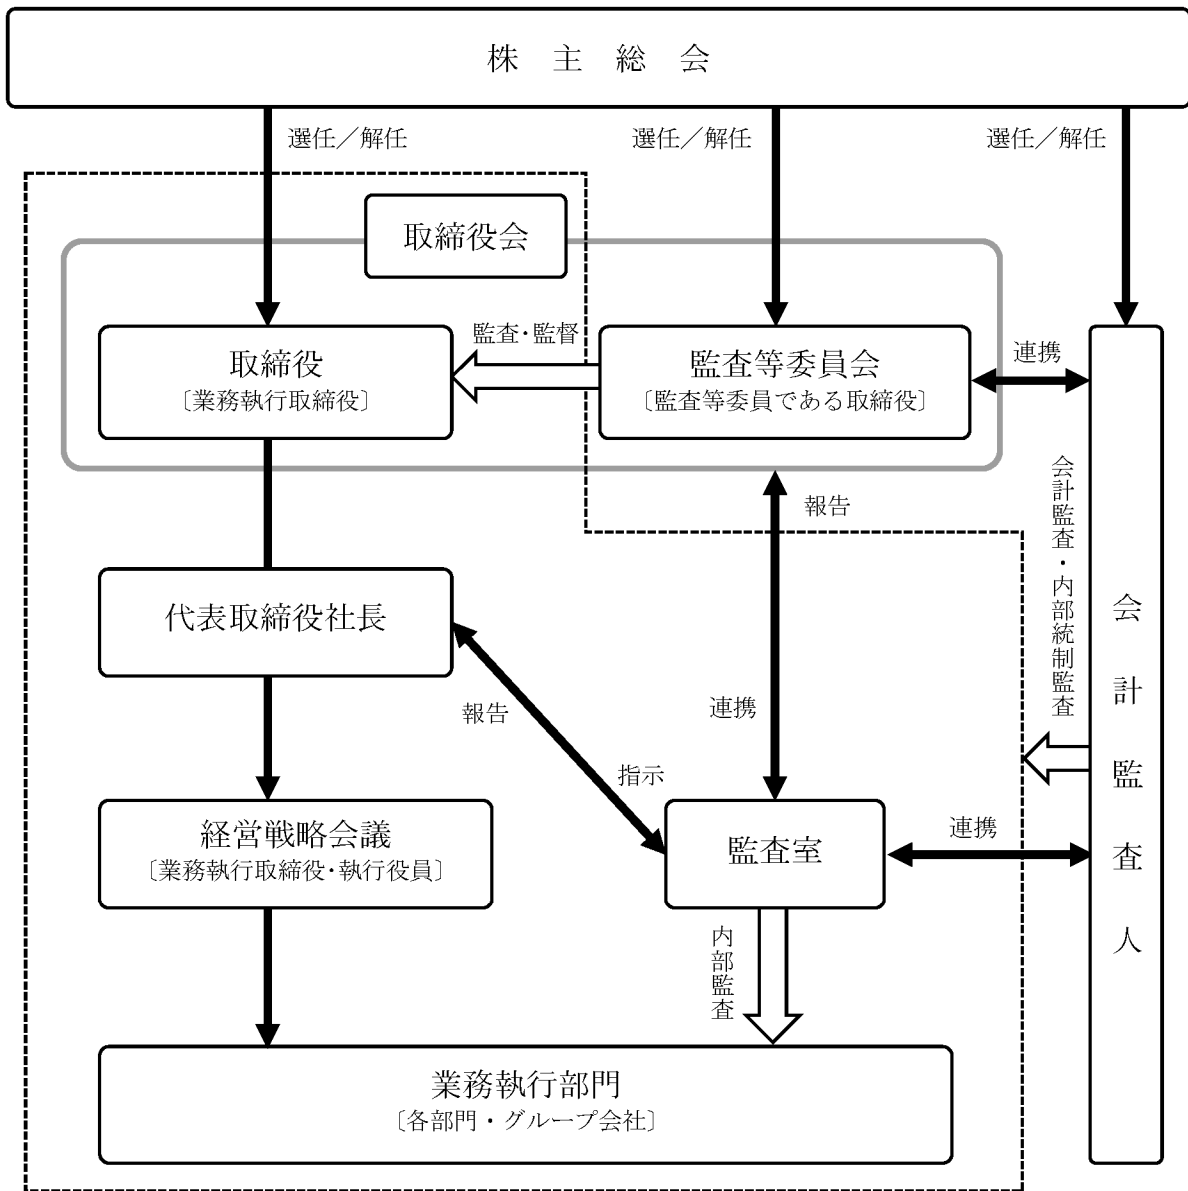 株主総会
選任／解任
選任／解任
選任／解任
取締役会
取締役
〔業務執行取締役〕
監査・監督
監査等委員会
〔監査等委員である取締役〕
連携
報告
会計監査・内部統制監査
代表取締役社長
報告
指示
連携
経営戦略会議
〔業務執行取締役・執行役員〕
監査室
連携
会計監査人
内部監査
業務執行部門
〔各部門・グループ会社〕